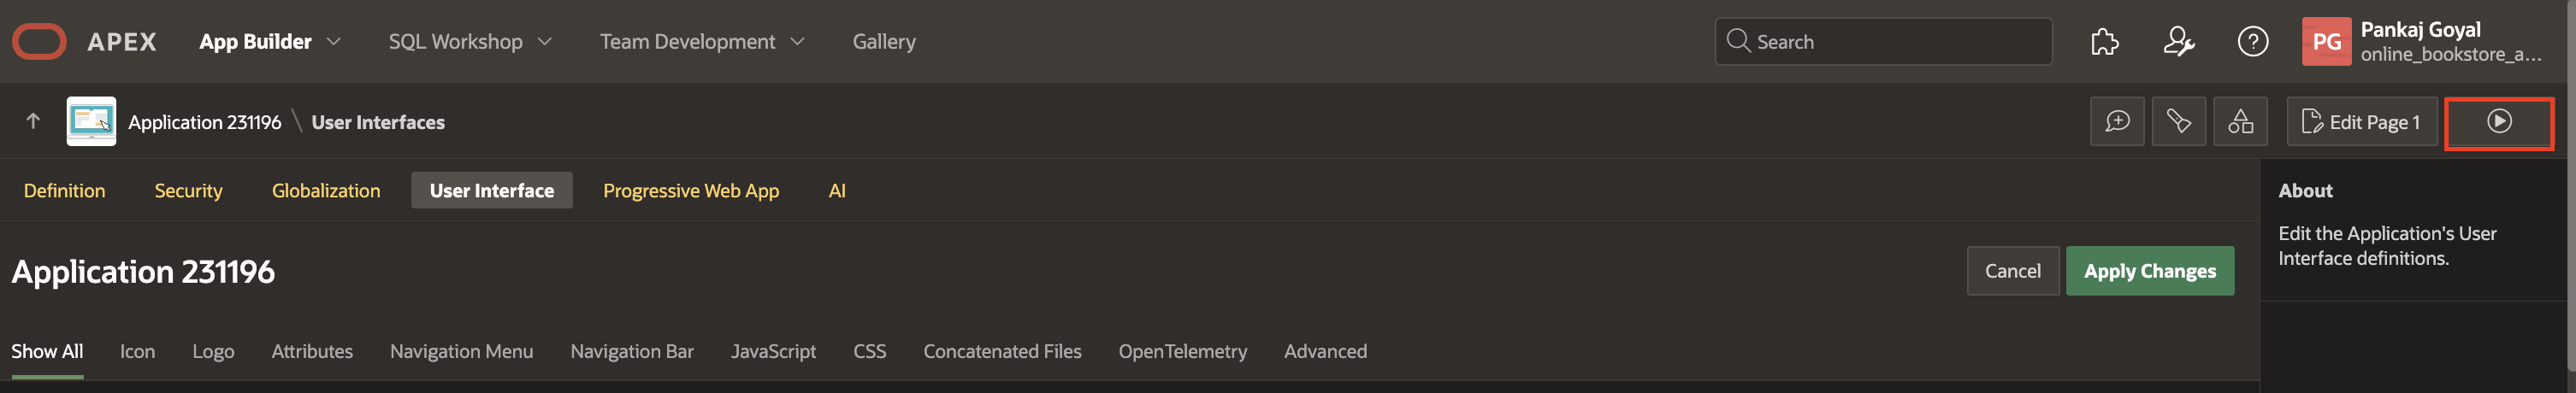 APEX App Builder SQL Workshop Team Development Gallery Search ? PG Pankaj Goyal
online_bookstore_a...
Application 231196 \ User Interfaces Edit Page 1
Definition Security Globalization User Interface Progressive Web App AI About
Edit the Application's User
Interface definitions.
Application 231196 Cancel Apply Changes
Show All Icon Logo Attributes Navigation Menu Navigation Bar JavaScript CSS Concatenated Files OpenTelemetry Advanced